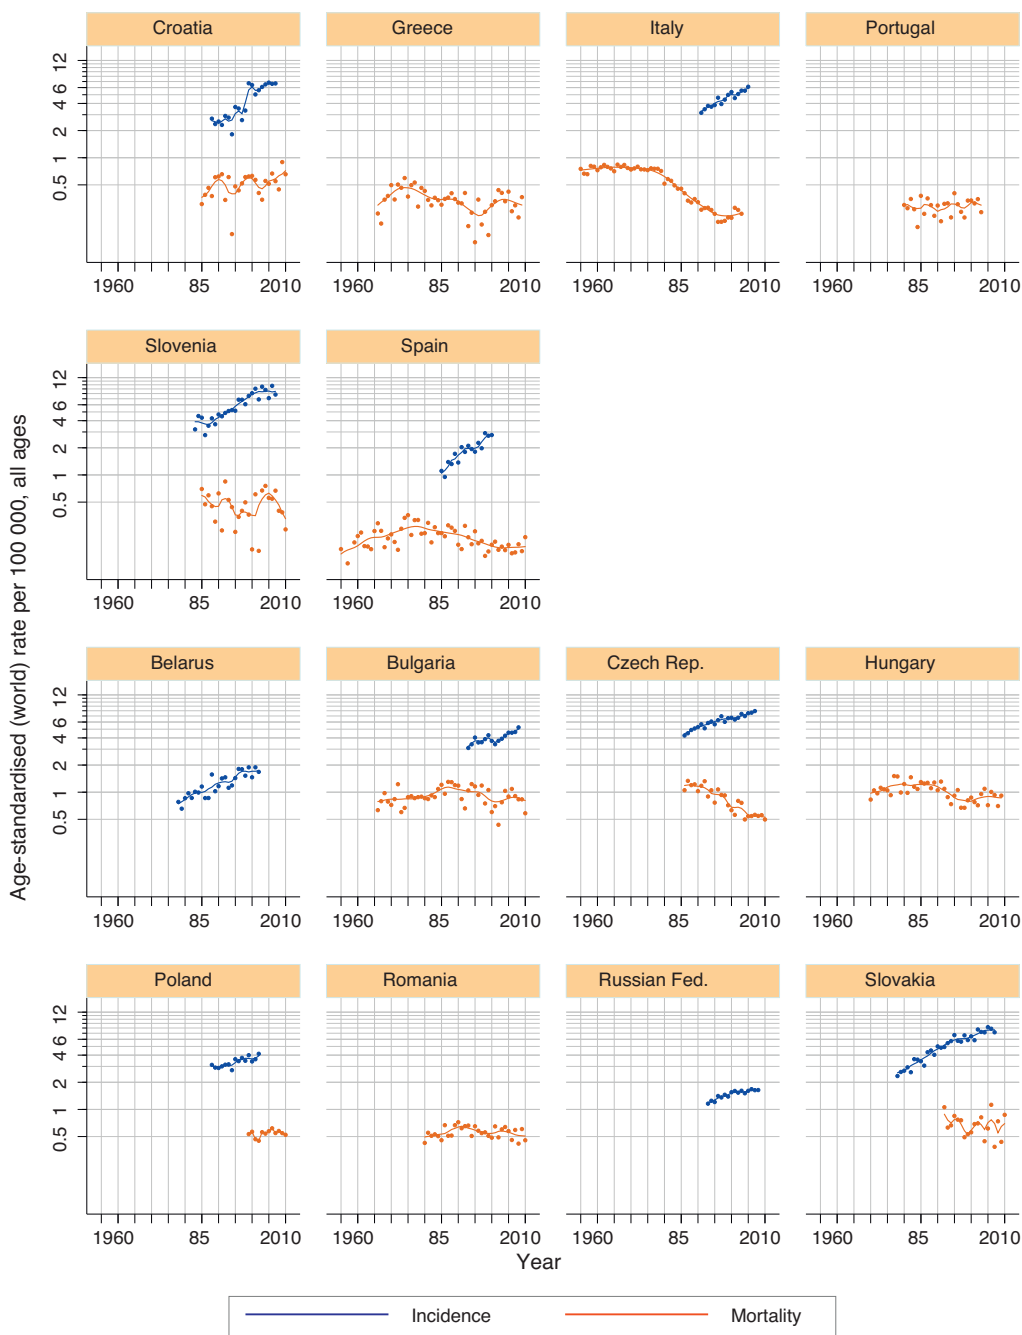 Croatia Greece Italy Portugal
12
6
4
2
1
0.5
1960 85 2010 1960 85 2010 1960 85 2010 1960 85 2010
Slovenia Spain
12
6
4
2
1
0.5
1960 85 2010 1960 85 2010
Age-standardised (world) rate per 100 000, all ages
Belarus Bulgaria Czech Rep. Hungary
12
6
4
2
1
0.5
1960 85 2010 1960 85 2010 1960 85 2010 1960 85 2010
Poland Romania Russian Fed. Slovakia
12
6
4
2
1
0.5
1960 85 2010 1960 85 2010 1960 85 2010 1960 85 2010
Year
Incidence Mortality